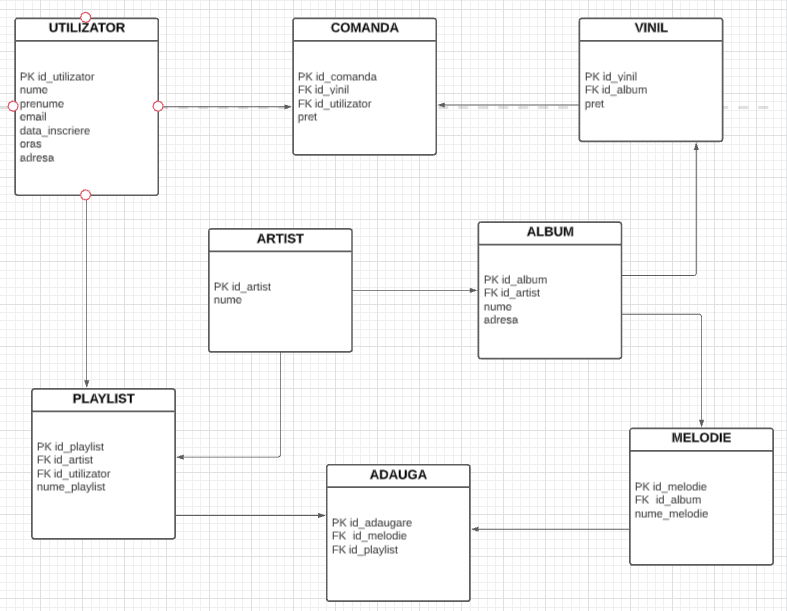 UTILIZATOR
PK id_utilizator
nume
prenume
email
data_inscriere
oras
adresa
COMANDA
PK id_comanda
FK id_vinil
FK id_utilizator
pret
VINIL
PK id_vinil
FK id_album
pret
ARTIST
PK id_artist
nume
ALBUM
PK id_album
FK id_artist
nume
adresa
PLAYLIST
PK id_playlist
FK id_artist
FK id_utilizator
nume_playlist
ADAUGA
PK id_adaugare
FK id_melodie
FK id_playlist
MELODIE
PK id_melodie
FK id_album
nume_melodie